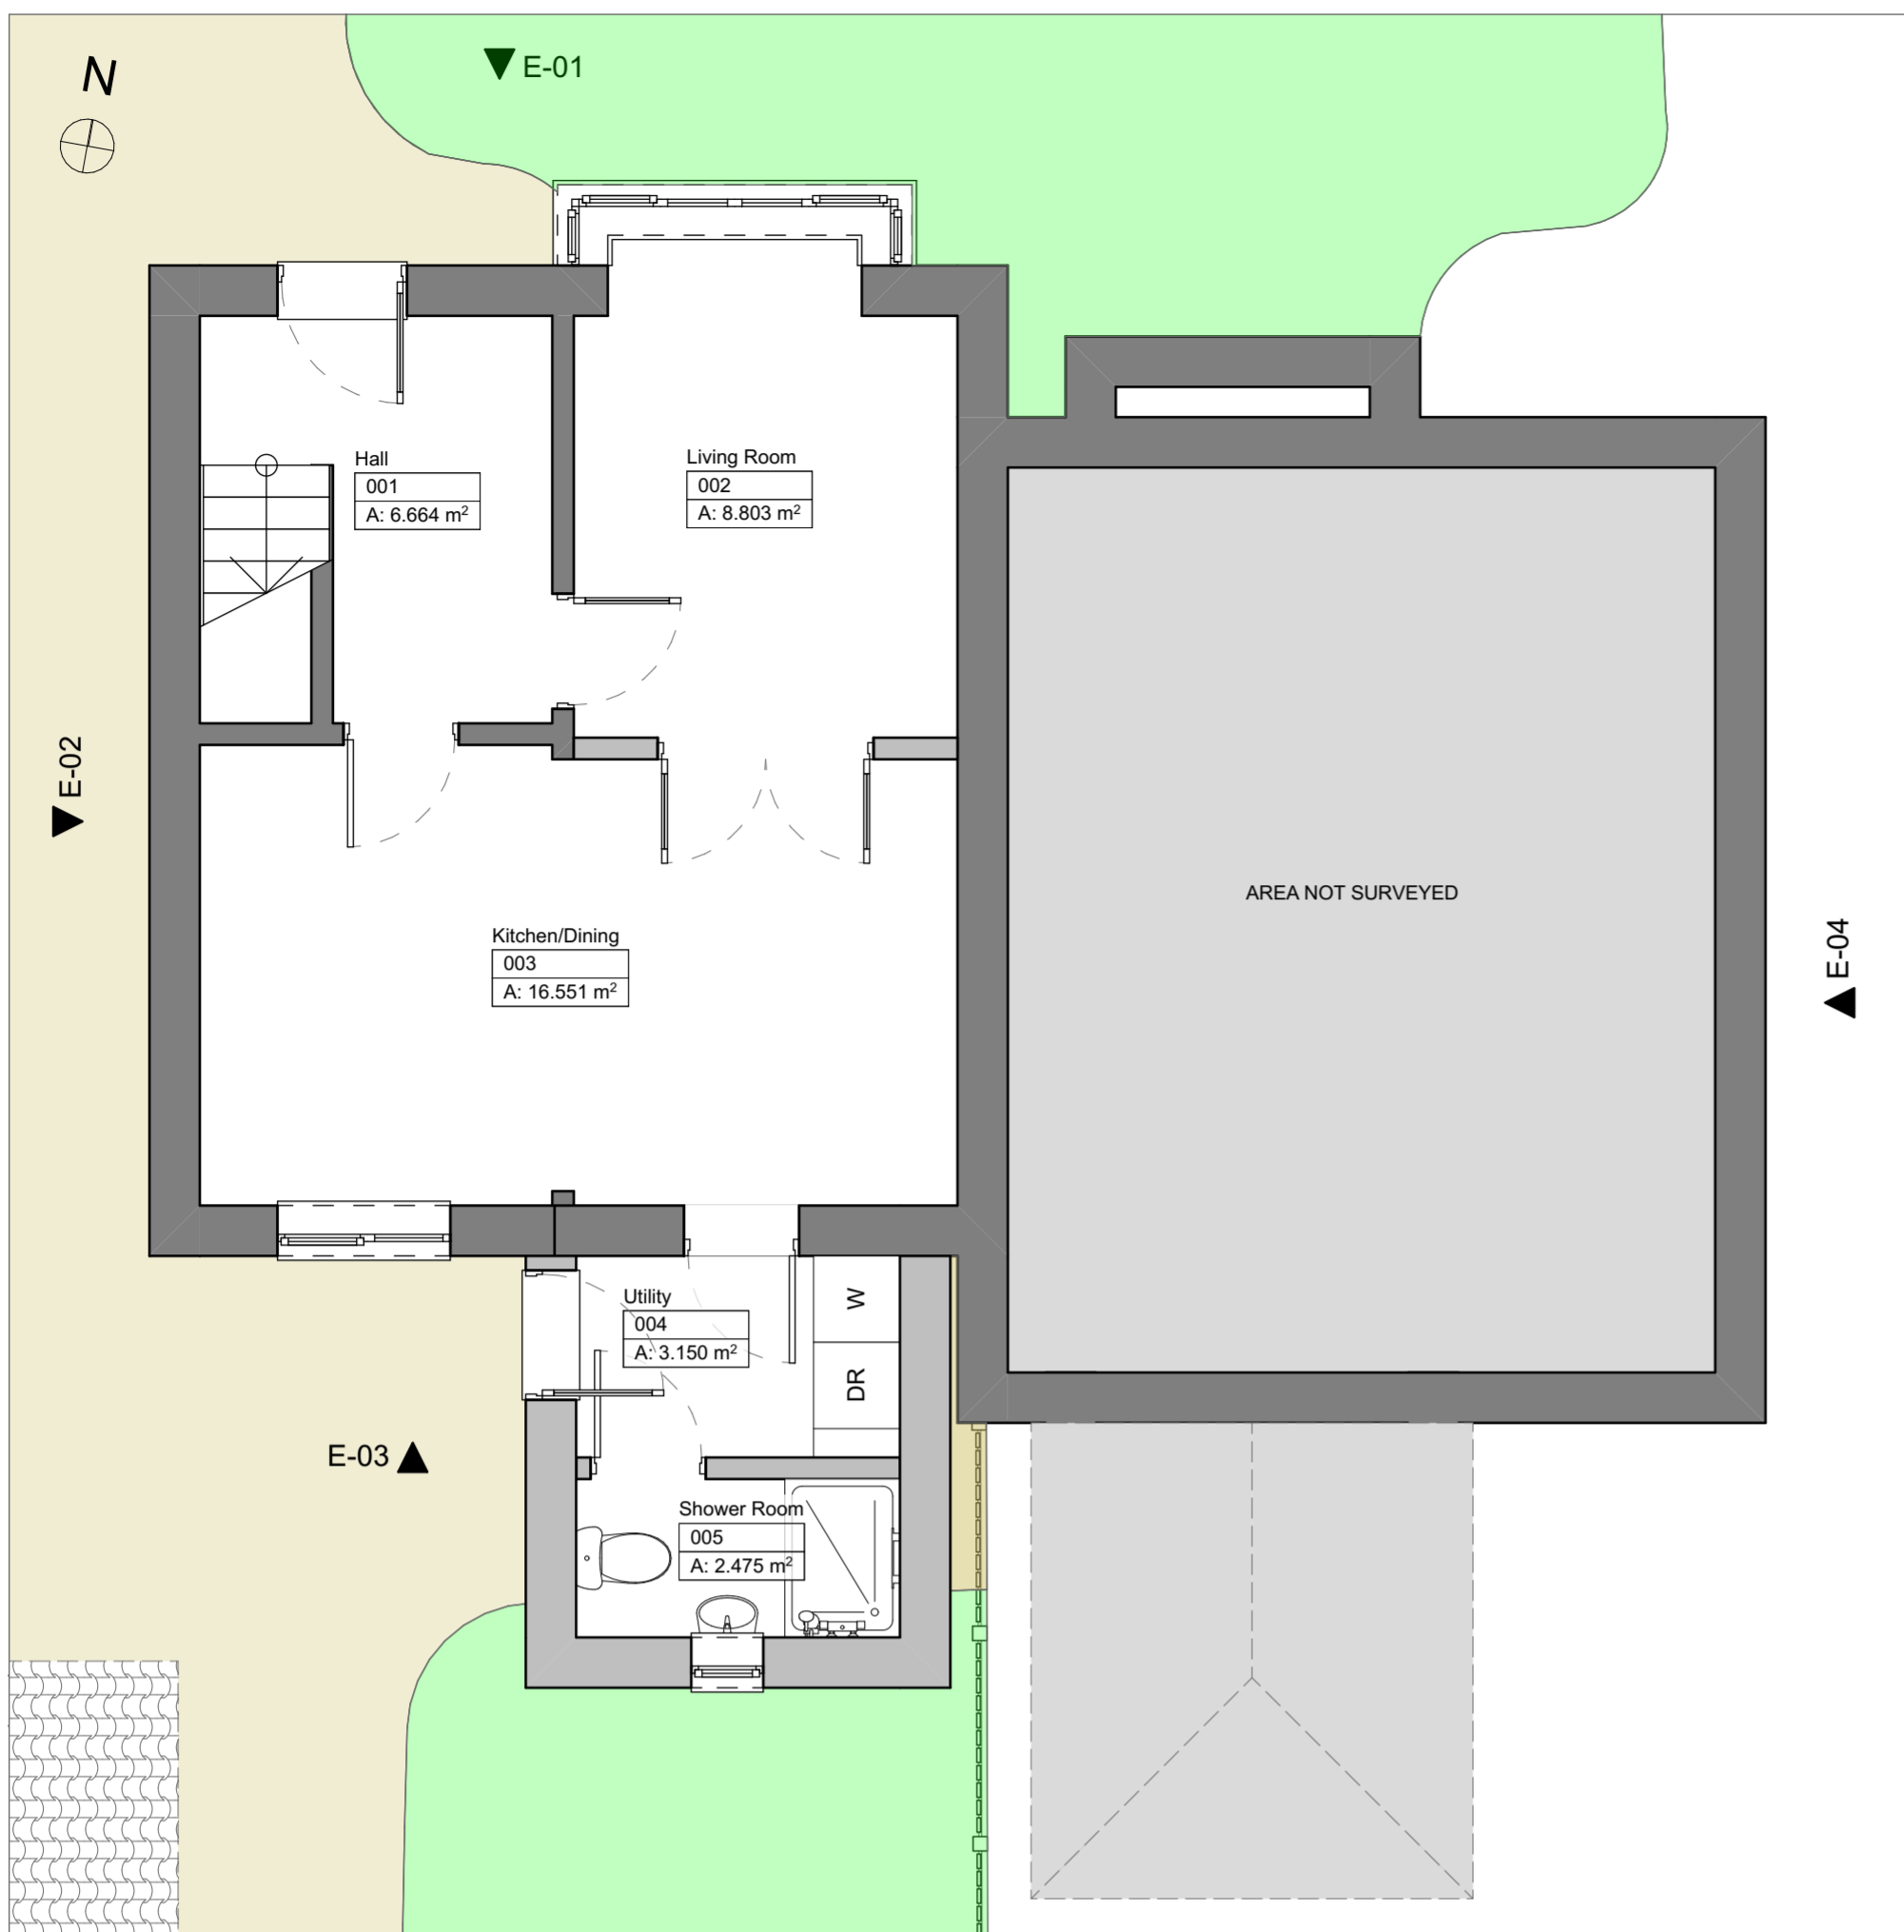 N
E-01
Hall
001
A: 6.664 m²
Living Room
002
A: 8.803 m²
E-02
AREA NOT SURVEYED
E-04
Kitchen/Dining
003
A: 16.551 m²
Utility
004
A: 3.150 m²
W
DR
E-03
Shower Room
005
A: 2.475 m²